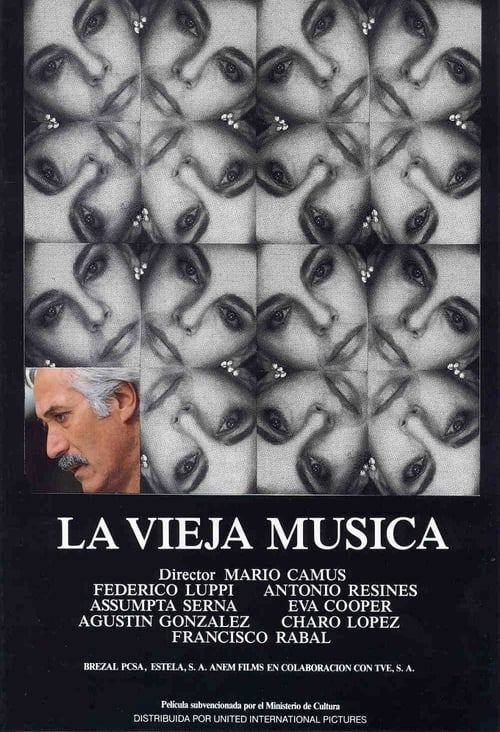 LA VIEJA MUSICA
Director MARIO CAMUS
FEDERICO LUPPI ANTONIO RESINES
ASSUMPTA SERNA EVA COOPER
AGUSTIN GONZALEZ CHARO LOPEZ
FRANCISCO RABAL
BREZAL PCSA, ESTELA, S. A. ANEM FILMS EN COLABORACION CON TVE, S. A.
Película subvencionada por el Ministerio de Cultura
DISTRIBUIDA POR UNITED INTERNATIONAL PICTURES